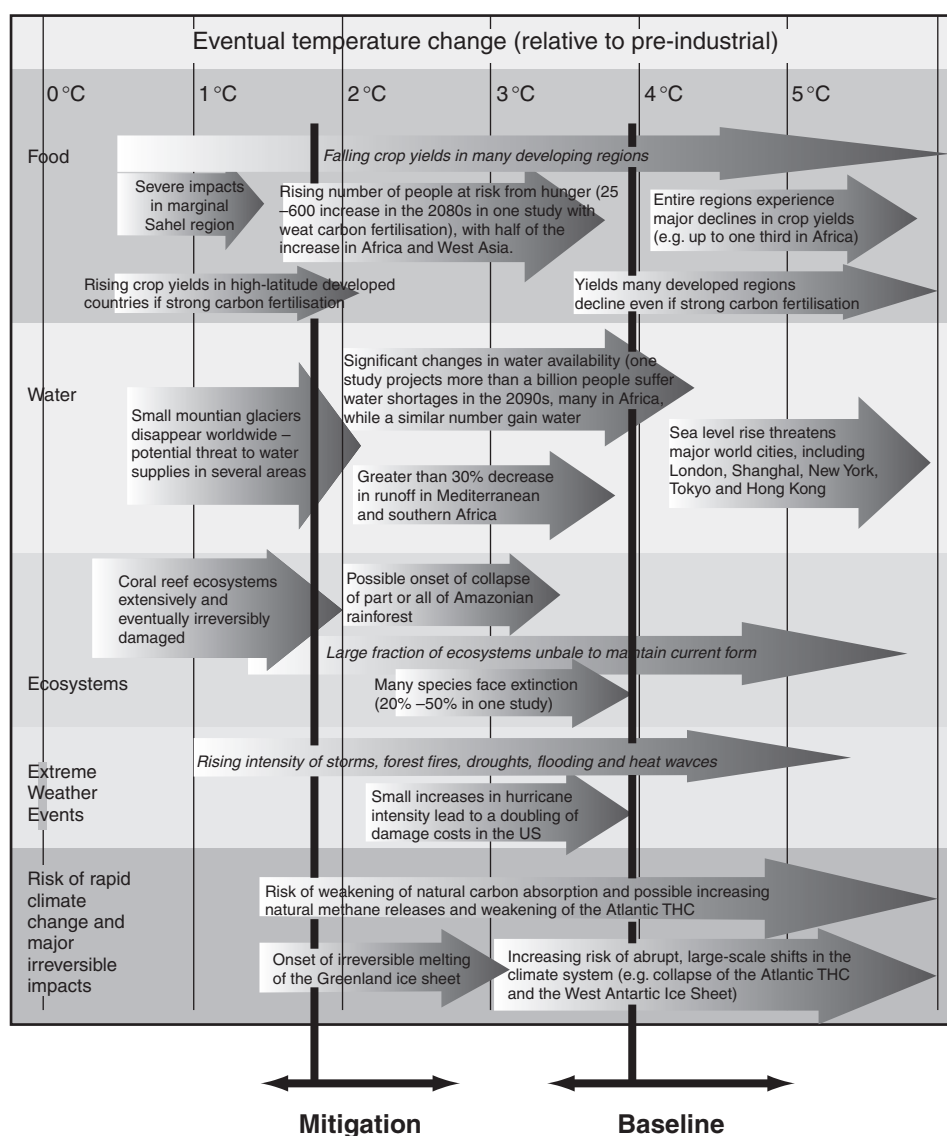 Eventual temperature change (relative to pre-industrial)
0 °C 1 °C 2 °C 3 °C 4 °C 5 °C
Food
Falling crop yields in many developing regions
Severe impacts
in marginal
Sahel region
Rising number of people at risk from hunger (25
–600 increase in the 2080s in one study with
weat carbon fertilisation), with half of the
increase in Africa and West Asia.
Entire regions experience
major declines in crop yields
(e.g. up to one third in Africa)
Rising crop yields in high-latitude developed
countries if strong carbon fertilisation
Yields many developed regions
decline even if strong carbon fertilisation
Water
Small mountian glaciers
disappear worldwide –
potential threat to water
supplies in several areas
Significant changes in water availability (one
study projects more than a billion people suffer
water shortages in the 2090s, many in Africa,
while a similar number gain water
Greater than 30% decrease
in runoff in Mediterranean
and southern Africa
Sea level rise threatens
major world cities, including
London, Shanghai, New York,
Tokyo and Hong Kong
Ecosystems
Coral reef ecosystems
extensively and
eventually irreversibly
damaged
Possible onset of collapse
of part or all of Amazonian
rainforest
Large fraction of ecosystems unbale to maintain current form
Many species face extinction
(20% –50% in one study)
Extreme
Weather
Events
Rising intensity of storms, forest fires, droughts, flooding and heat wavces
Small increases in hurricane
intensity lead to a doubling of
damage costs in the US
Risk of rapid
climate
change and
major
irreversible
impacts
Risk of weakening of natural carbon absorption and possible increasing
natural methane releases and weakening of the Atlantic THC
Onset of irreversible melting
of the Greenland ice sheet
Increasing risk of abrupt, large-scale shifts in the
climate system (e.g. collapse of the Atlantic THC
and the West Antartic Ice Sheet)
Mitigation Baseline